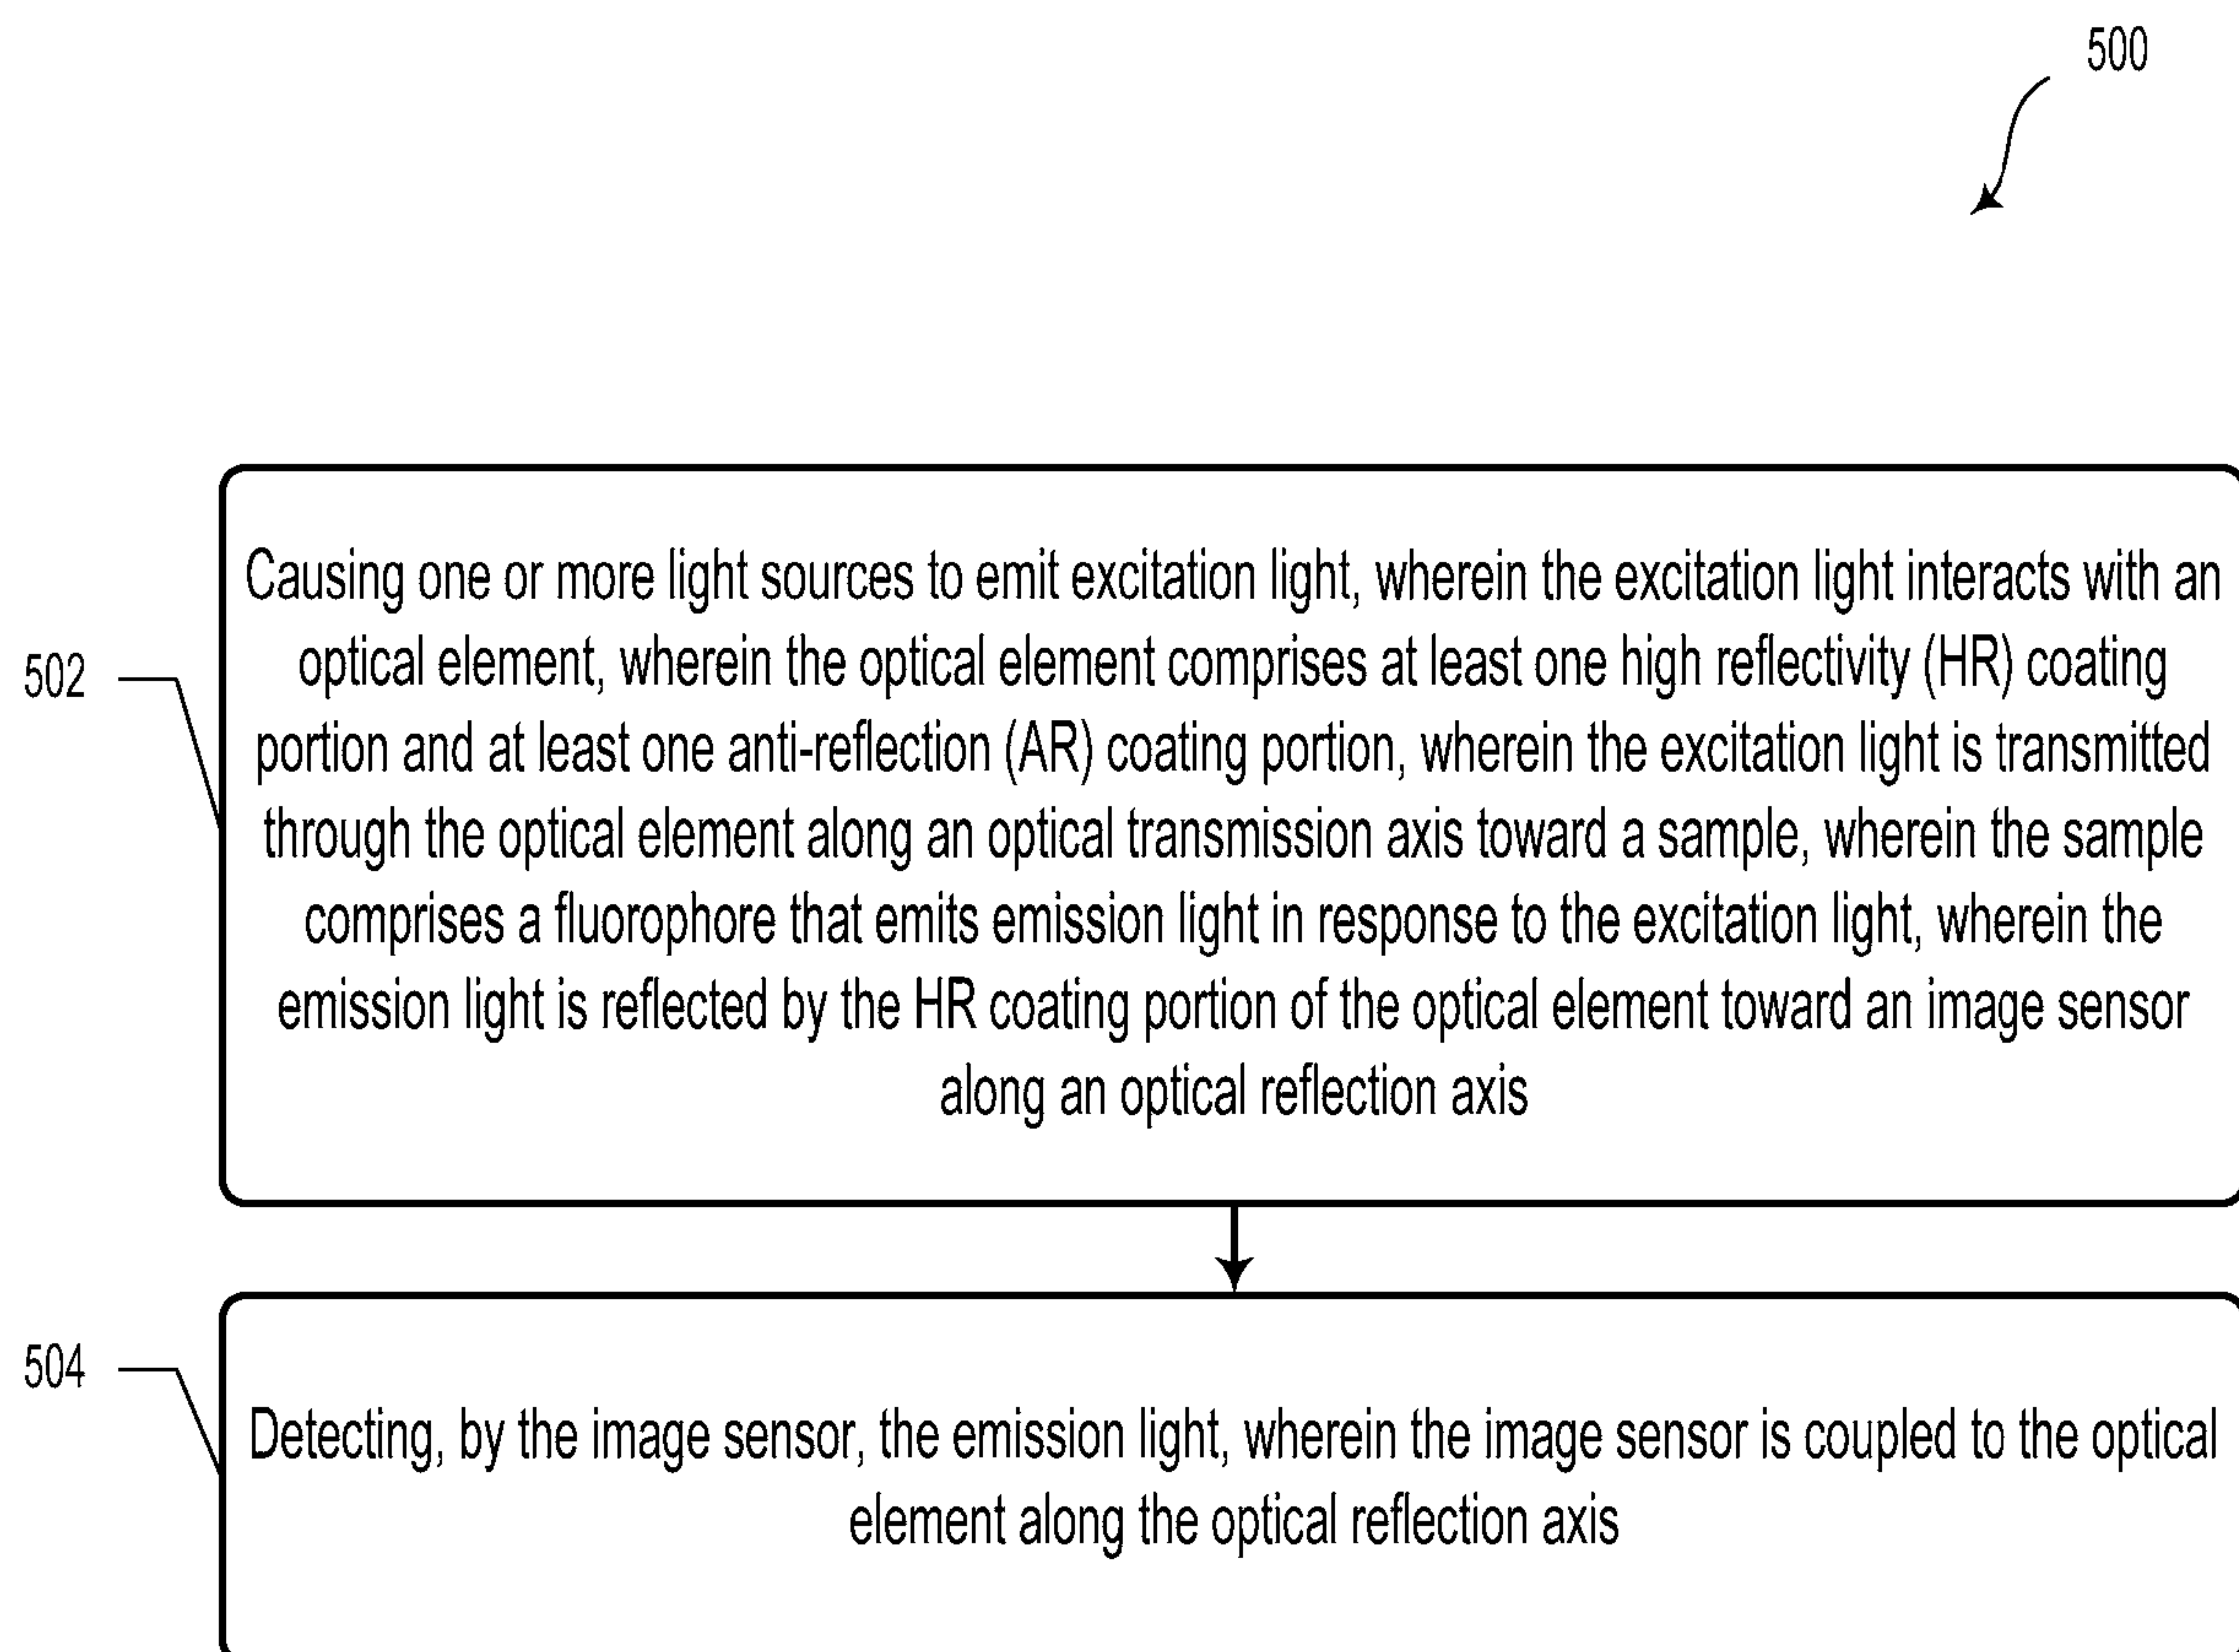 500
502
Causing one or more light sources to emit excitation light, wherein the excitation light interacts with an
optical element, wherein the optical element comprises at least one high reflectivity (HR) coating
portion and at least one anti-reflection (AR) coating portion, wherein the excitation light is transmitted
through the optical element along an optical transmission axis toward a sample, wherein the sample
comprises a fluorophore that emits emission light in response to the excitation light, wherein the
emission light is reflected by the HR coating portion of the optical element toward an image sensor
along an optical reflection axis
504
Detecting, by the image sensor, the emission light, wherein the image sensor is coupled to the optical
element along the optical reflection axis